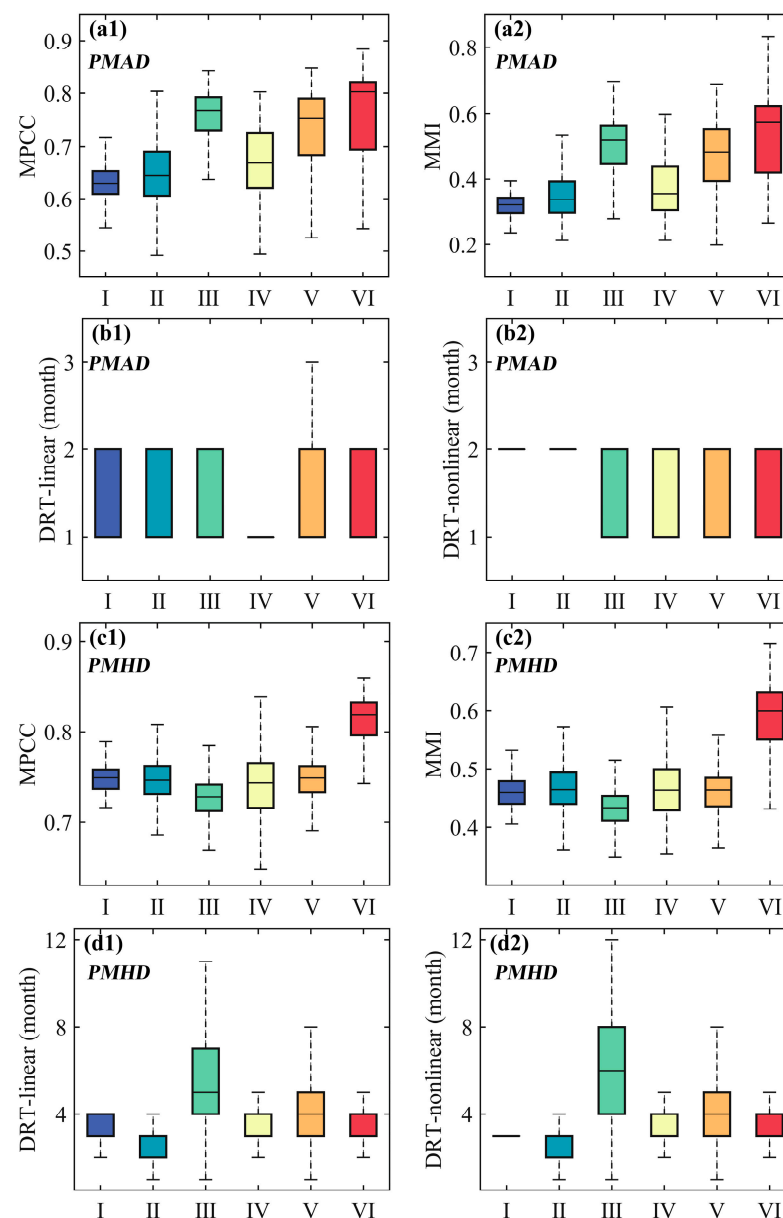 (a1)
PMAD
MPCC
0.9
0.8
0.7
0.6
0.5
I II III IV V VI
(a2)
PMAD
MMI
0.8
0.6
0.4
0.2
I II III IV V VI
(b1)
PMAD
DRT-linear (month)
3
2
1
I II III IV V VI
(b2)
PMAD
DRT-nonlinear (month)
3
2
1
I II III IV V VI
(c1)
PMHD
MPCC
0.9
0.8
0.7
I II III IV V VI
(c2)
PMHD
MMI
0.7
0.6
0.5
0.4
I II III IV V VI
(d1)
PMHD
DRT-linear (month)
12
8
4
I II III IV V VI
(d2)
PMHD
DRT-nonlinear (month)
12
8
4
I II III IV V VI